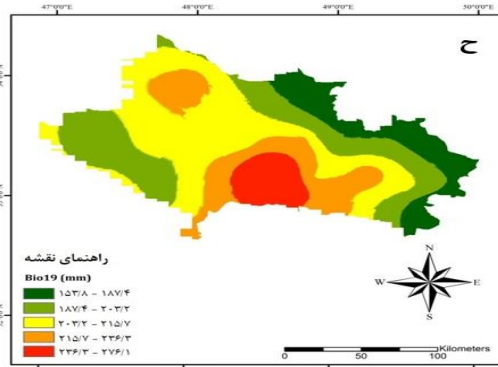 47°0'0"E 48°0'0"E 49°0'0"E 50°0'0"E
ح
راهنمای نقشه
Bio19 (mm)
۱۵۳/۸ - ۱۸۷/۴
۱۸۷/۴ - ۲۰۳/۲
۲۰۳/۲ - ۲۱۵/۷
۲۱۵/۷ - ۲۳۶/۳
۲۳۶/۳ - ۲۷۶/۱
N
W E
S
Kilometers
0 25 50 100